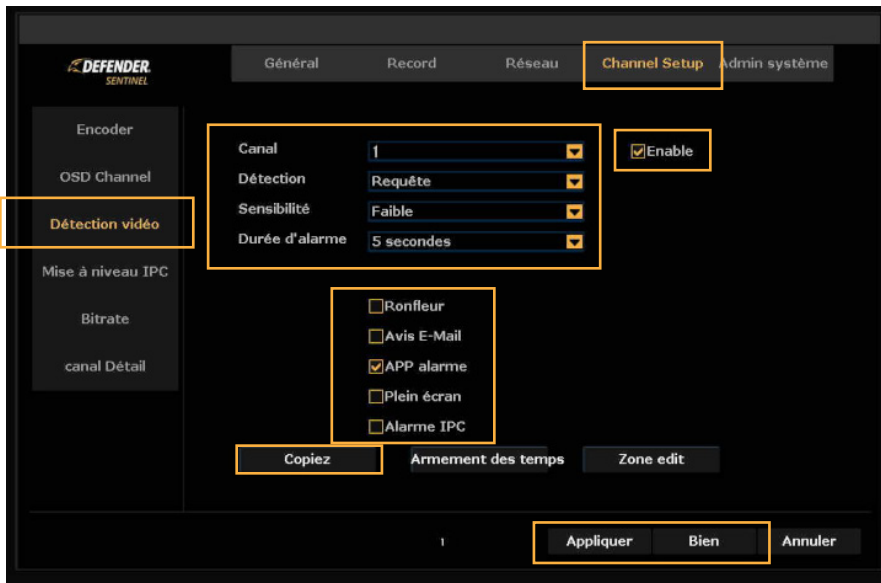 DEFENDER.
SENTINEL
Général
Record
Réseau
Channel Setup
Admin système
Encoder
OSD Channel
Détection vidéo
Mise à niveau IPC
Bitrate
canal Détail
Canal
1
Enable
Détection
Requête
Sensibilité
Faible
Durée d'alarme
5 secondes
Ronfleur
Avis E-Mail
APP alarme
Plein écran
Alarme IPC
Copiez
Armement des temps
Zone edit
1
Appliquer
Bien
Annuler